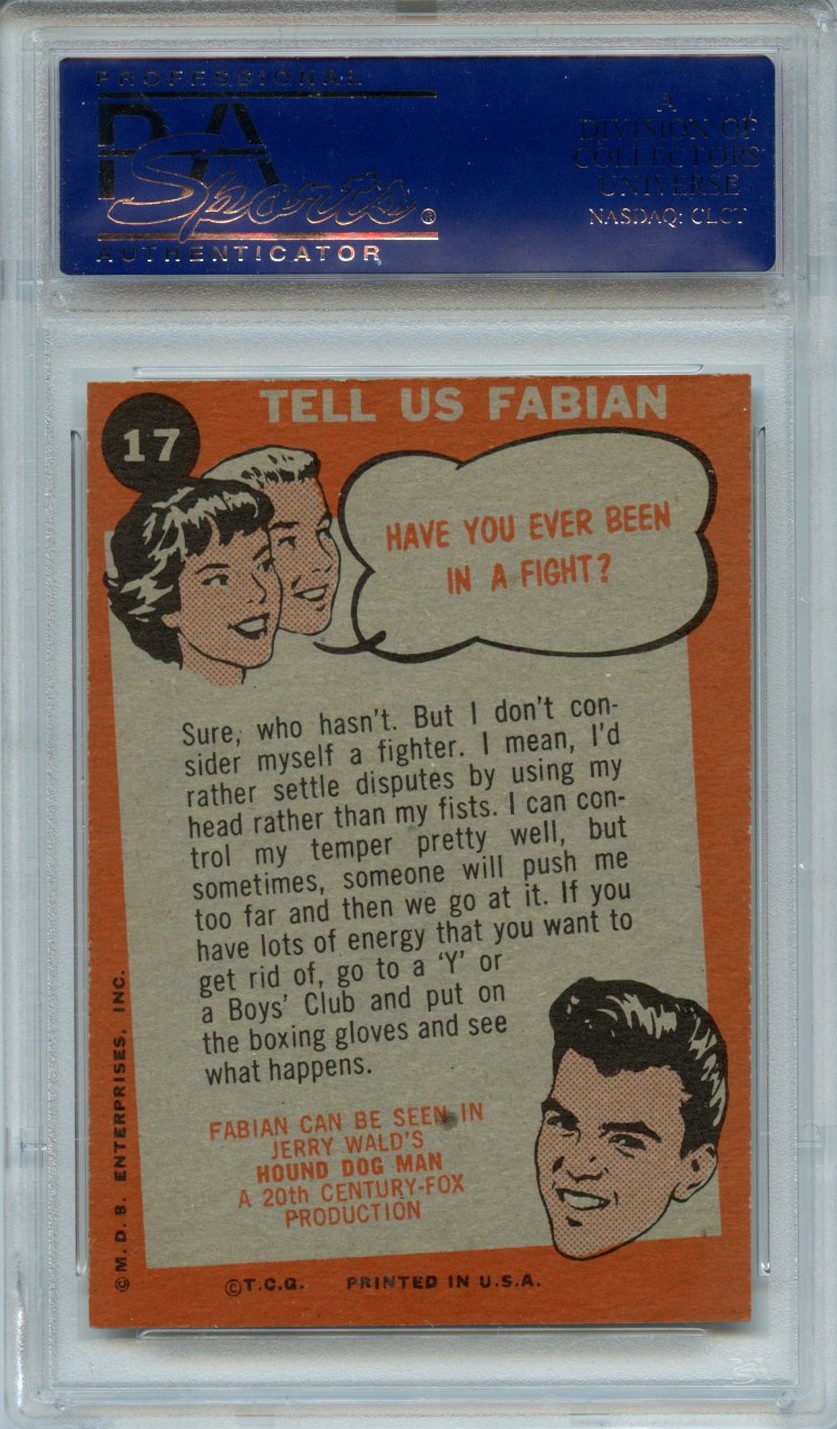 PROFESSIONAL
PSA
Sports®
AUTHENTICATOR
A
DIVISION OF
COLLECTORS
UNIVERSE
NASDAQ: CLCT
TELL US FABIAN
17
HAVE YOU EVER BEEN
IN A FIGHT?
Sure, who hasn't. But I don't con-
sider myself a fighter. I mean, I'd
rather settle disputes by using my
head rather than my fists. I can con-
trol my temper pretty well, but
sometimes, someone will push me
too far and then we go at it. If you
have lots of energy that you want to
get rid of, go to a 'Y' or
a Boys' Club and put on
the boxing gloves and see
what happens.
FABIAN CAN BE SEEN IN
JERRY WALD'S
HOUND DOG MAN
A 20th CENTURY-FOX
PRODUCTION
©M.D.B. ENTERPRISES, INC.
©T.C.G. PRINTED IN U.S.A.